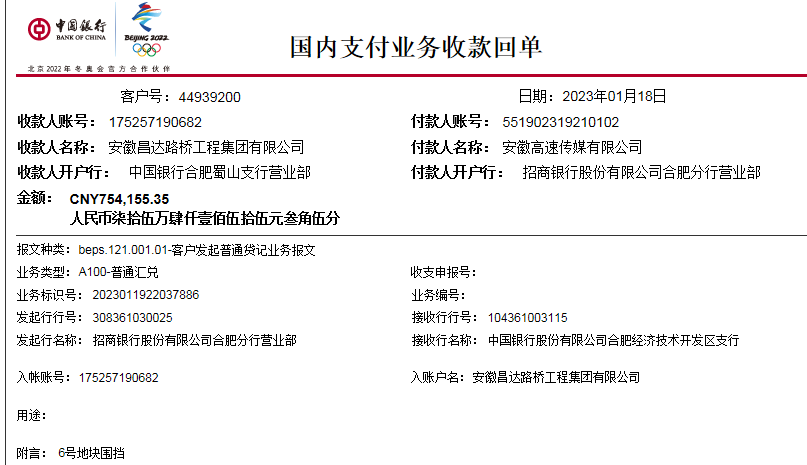 中国银行
BANK OF CHINA
BEIJING 2022
北京2022年冬奥会官方合作伙伴
国内支付业务收款回单
客户号：44939200 日期：2023年01月18日
收款人账号：175257190682 付款人账号：551902319210102
收款人名称：安徽昌达路桥工程集团有限公司 付款人名称：安徽高速传媒有限公司
收款人开户行：中国银行合肥蜀山支行营业部 付款人开户行：招商银行股份有限公司合肥分行营业部
金额：CNY754,155.35
人民币柒拾伍万肆仟壹佰伍拾伍元叁角伍分
报文种类：beps.121.001.01-客户发起普通贷记业务报文
业务类型：A100-普通汇兑 收支申报号：
业务标识号：2023011922037886 业务编号：
发起行行号：308361030025 接收行行号：104361003115
发起行名称：招商银行股份有限公司合肥分行营业部 接收行名称：中国银行股份有限公司合肥经济技术开发区支行
入帐账号：175257190682 入账户名：安徽昌达路桥工程集团有限公司
用途：
附言：6号地块围挡